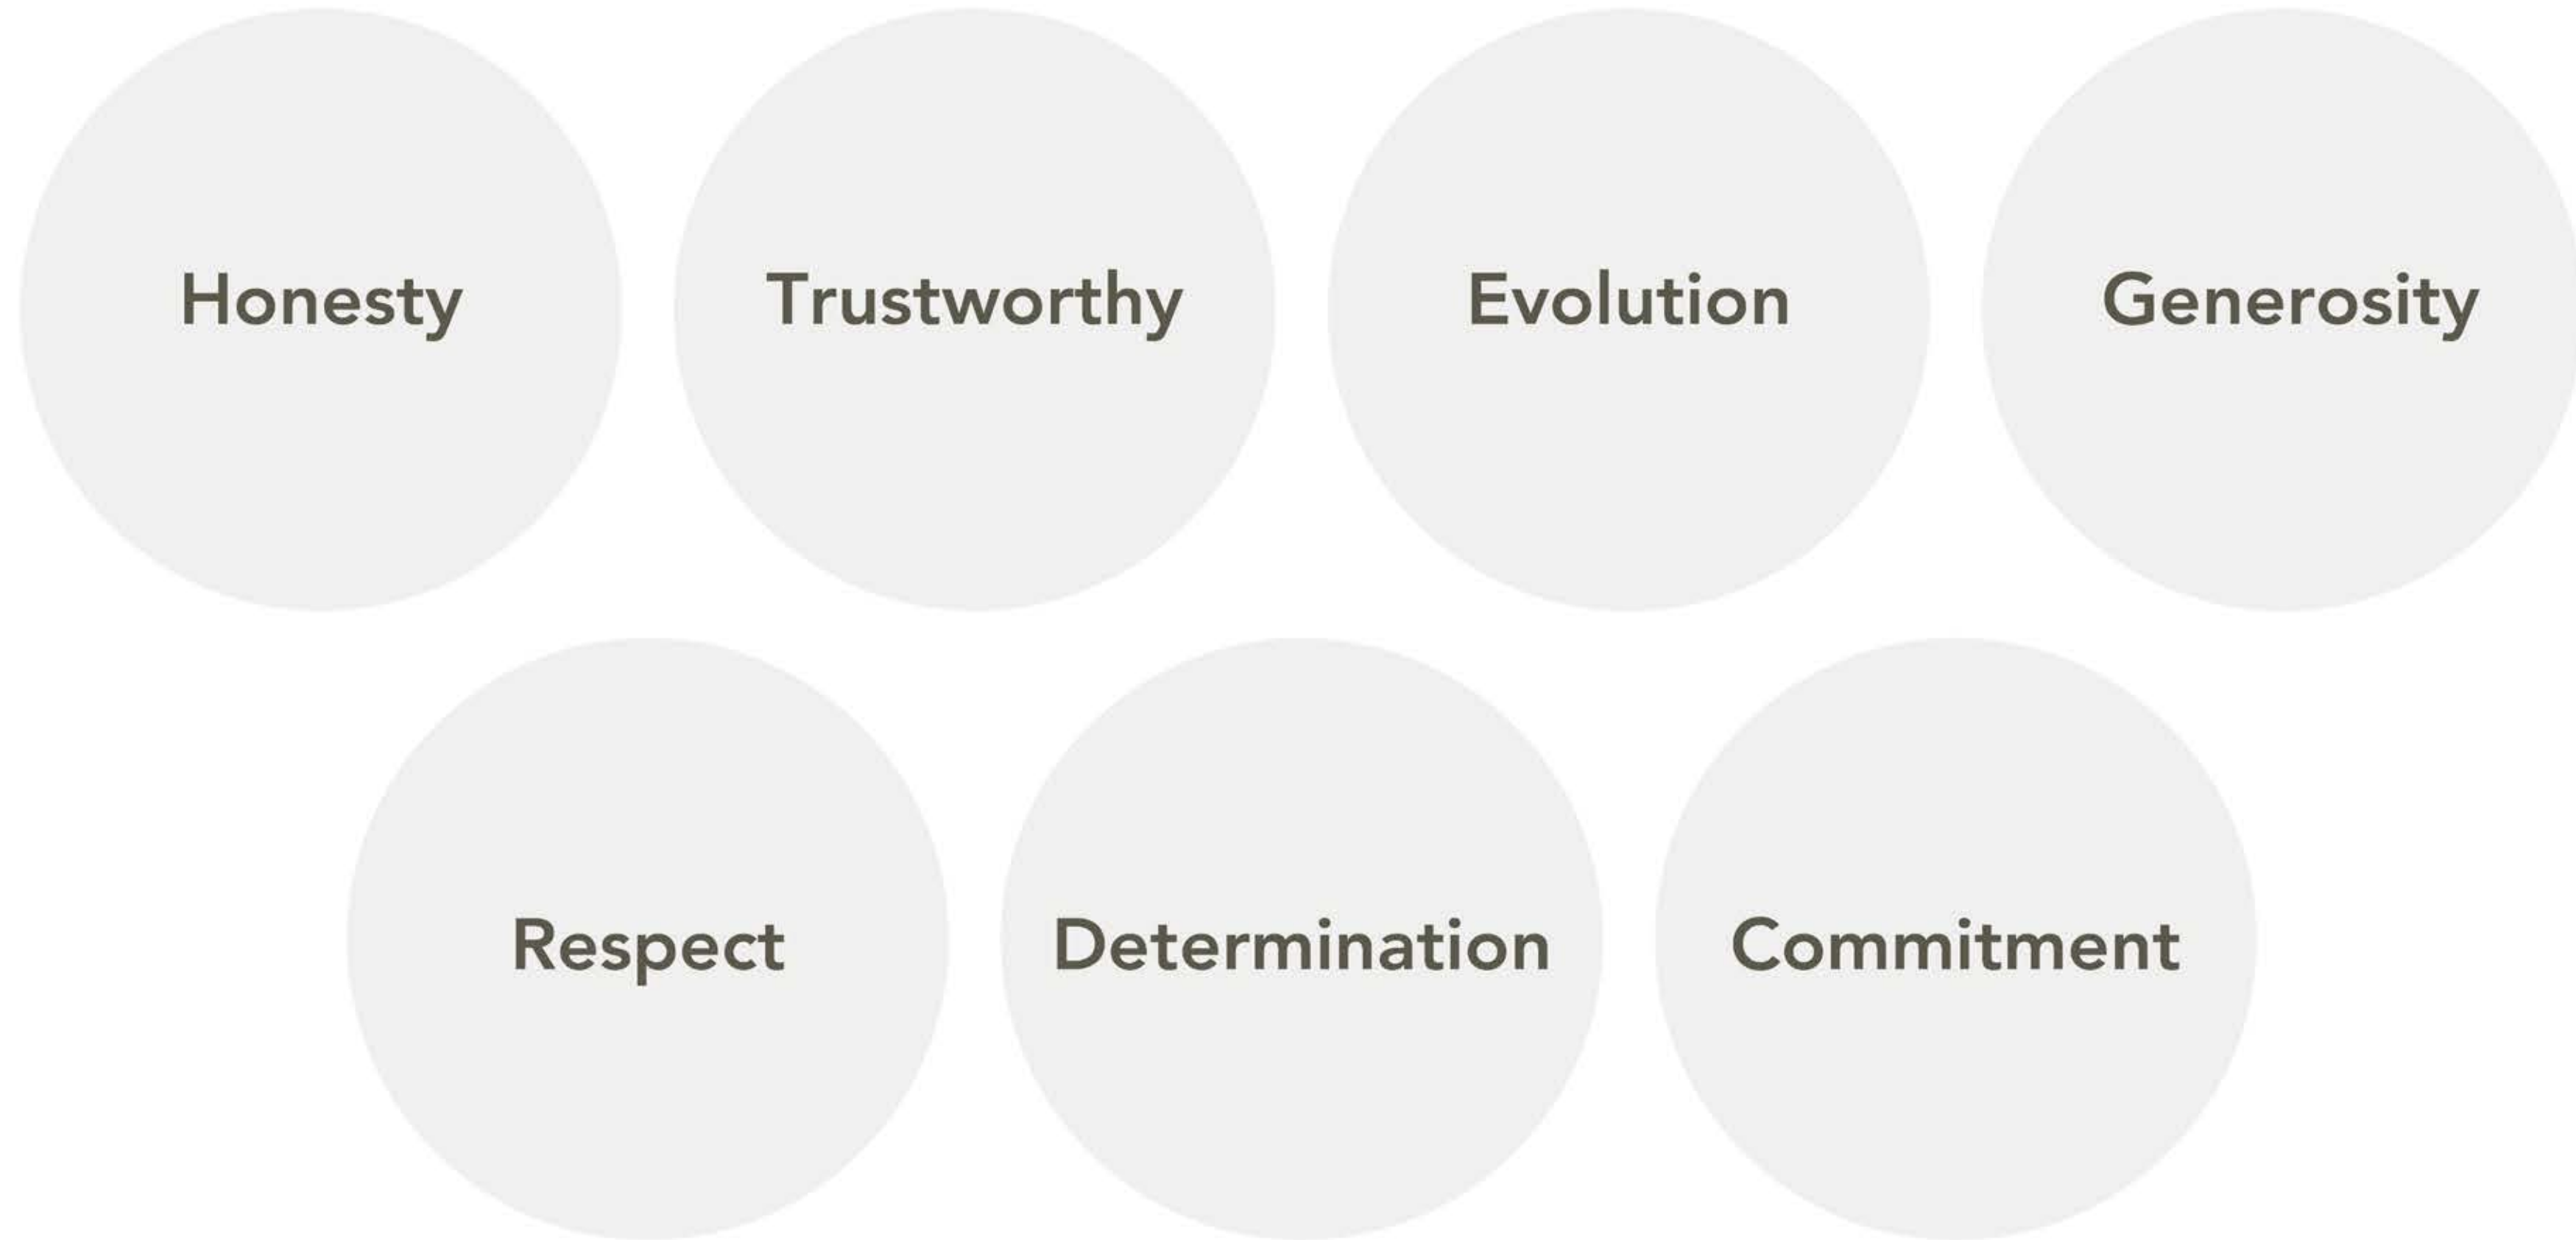 Honesty
Trustworthy
Evolution
Generosity
Respect
Determination
Commitment